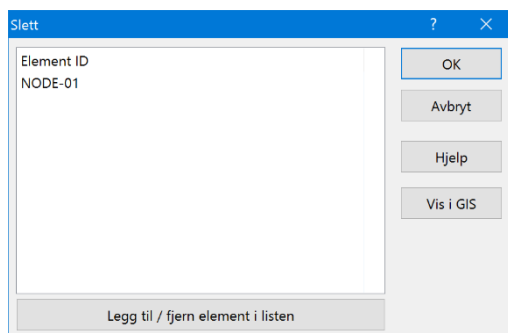 Slett
?
Element ID
NODE-01
OK
Avbryt
Hjelp
Vis i GIS
Legg til / fjern element i listen